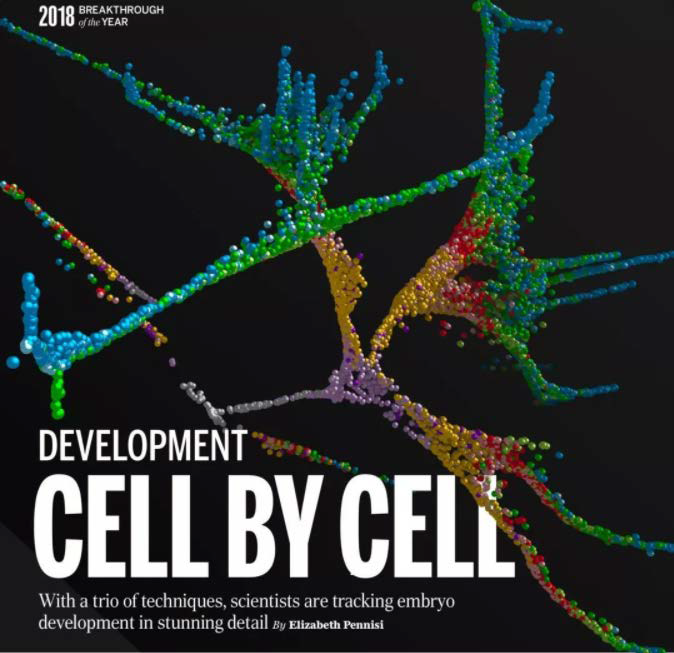 2018 BREAKTHROUGH
of the YEAR
DEVELOPMENT
CELL BY CELL
With a trio of techniques, scientists are tracking embryo
development in stunning detail By Elizabeth Pennisi